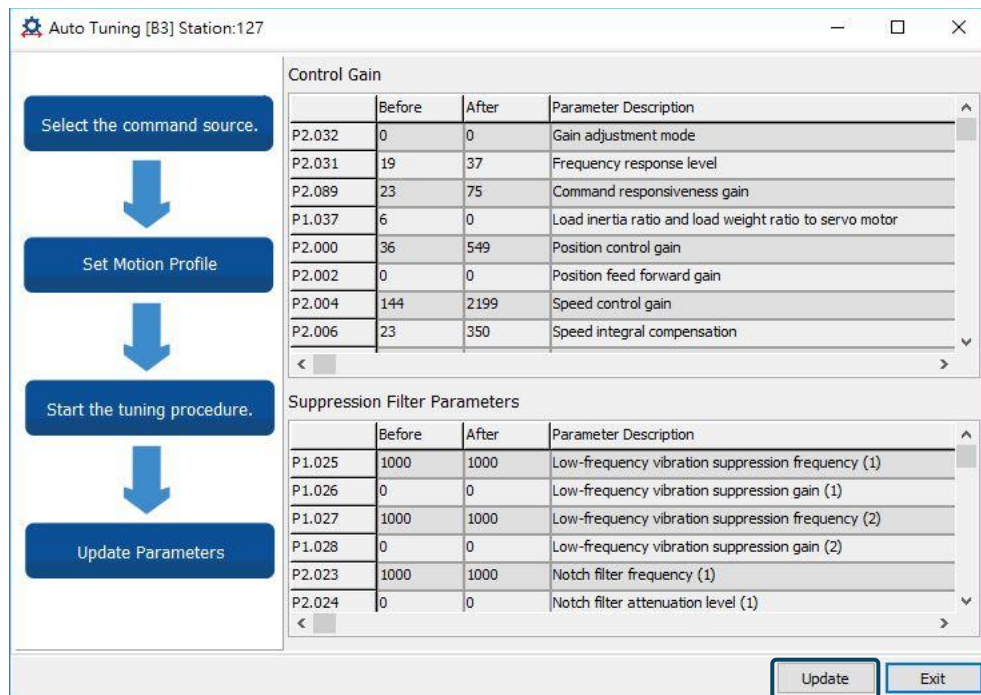 Auto Tuning [B3] Station:127
Select the command source.
Set Motion Profile
Start the tuning procedure.
Update Parameters
Control Gain
Before After Parameter Description
P2.032 0 0 Gain adjustment mode
P2.031 19 37 Frequency response level
P2.089 23 75 Command responsiveness gain
P1.037 6 0 Load inertia ratio and load weight ratio to servo motor
P2.000 36 549 Position control gain
P2.002 0 0 Position feed forward gain
P2.004 144 2199 Speed control gain
P2.006 23 350 Speed integral compensation
Suppression Filter Parameters
Before After Parameter Description
P1.025 1000 1000 Low-frequency vibration suppression frequency (1)
P1.026 0 0 Low-frequency vibration suppression gain (1)
P1.027 1000 1000 Low-frequency vibration suppression frequency (2)
P1.028 0 0 Low-frequency vibration suppression gain (2)
P2.023 1000 1000 Notch filter frequency (1)
P2.024 0 0 Notch filter attenuation level (1)
Update Exit